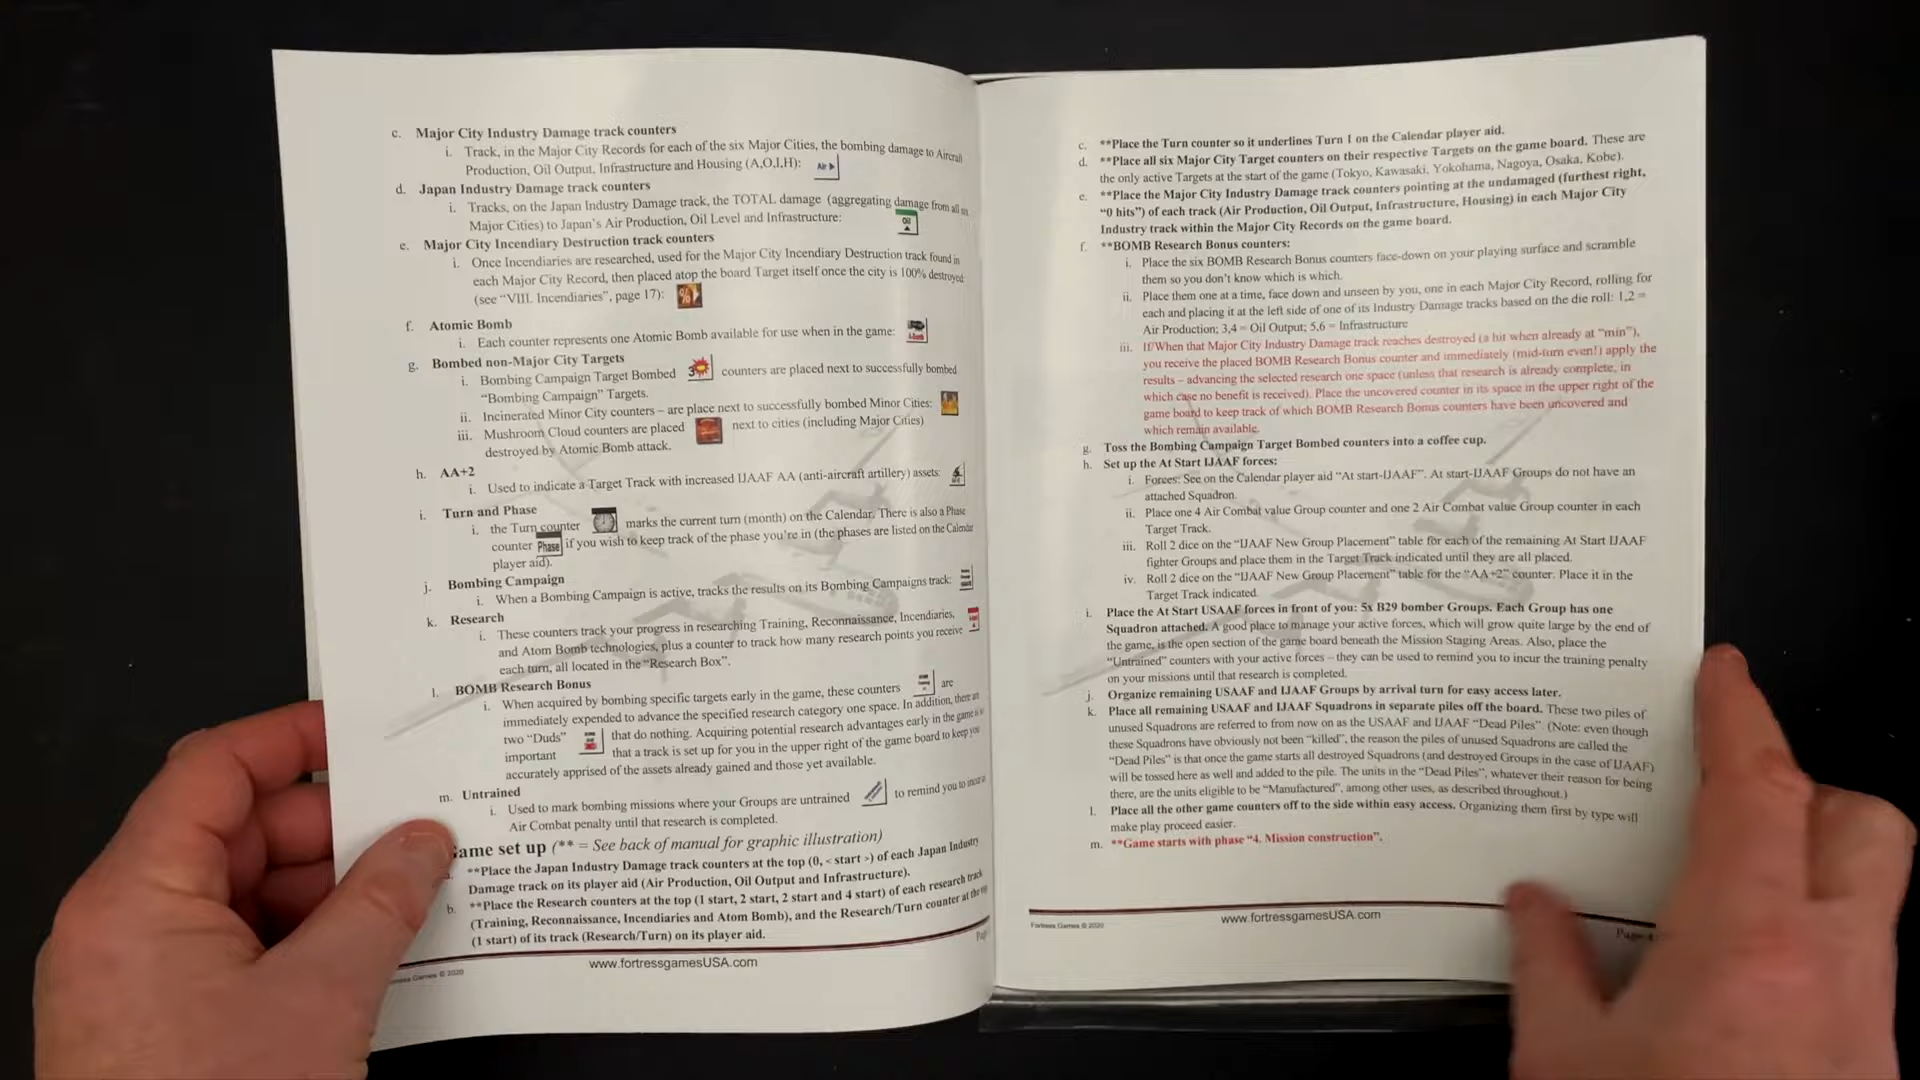 c. Major City Industry Damage track counters
i. Track, in the Major City Records for each of the six Major Cities, the bombing damage to Aircraft
Production, Oil Output, Infrastructure and Housing (A,O,I,H): Air
d. Japan Industry Damage track counters
i. Tracks, on the Japan Industry Damage track, the TOTAL damage (aggregating damage from all six
Major Cities) to Japan's Air Production, Oil Level and Infrastructure: Oil
e. Major City Incendiary Destruction track counters
i. Once Incendiaries are researched, used for the Major City Incendiary Destruction track found in
each Major City Record, then placed atop the board Target itself once the city is 100% destroyed
(see "VIII. Incendiaries", page 17): %
f. Atomic Bomb
i. Each counter represents one Atomic Bomb available for use when in the game:
g. Bombed non-Major City Targets
i. Bombing Campaign Target Bombed 3 counters are placed next to successfully bombed
"Bombing Campaign" Targets.
ii. Incinerated Minor City counters – are place next to successfully bombed Minor Cities:
iii. Mushroom Cloud counters are placed next to cities (including Major Cities)
destroyed by Atomic Bomb attack.
h. AA+2
i. Used to indicate a Target Track with increased IJAAF AA (anti-aircraft artillery) assets:
i. Turn and Phase
i. the Turn counter marks the current turn (month) on the Calendar. There is also a Phase
counter Phase if you wish to keep track of the phase you're in (the phases are listed on the Calendar
player aid).
j. Bombing Campaign
i. When a Bombing Campaign is active, tracks the results on its Bombing Campaigns track:
k. Research
i. These counters track your progress in researching Training, Reconnaissance, Incendiaries,
and Atom Bomb technologies, plus a counter to track how many research points you receive
each turn, all located in the "Research Box".
l. BOMB Research Bonus
i. When acquired by bombing specific targets early in the game, these counters are
immediately expended to advance the specified research category one space. In addition, there are
two "Duds" that do nothing. Acquiring potential research advantages early in the game is so
important that a track is set up for you in the upper right of the game board to keep you
accurately apprised of the assets already gained and those yet available.
m. Untrained
i. Used to mark bombing missions where your Groups are untrained to remind you to incur
Air Combat penalty until that research is completed.
ame set up (** = See back of manual for graphic illustration)
**Place the Japan Industry Damage track counters at the top (0, < start >) of each Japan Industry
Damage track on its player aid (Air Production, Oil Output and Infrastructure).
b. **Place the Research counters at the top (1 start, 2 start, 2 start and 4 start) of each research track
(Training, Reconnaissance, Incendiaries and Atom Bomb), and the Research/Turn counter at the top
(1 start) of its track (Research/Turn) on its player aid.
Games © 2020
www.fortressgamesUSA.com
c. **Place the Turn counter so it underlines Turn 1 on the Calendar player aid.
d. **Place all six Major City Target counters on their respective Targets on the game board. These are
the only active Targets at the start of the game (Tokyo, Kawasaki, Yokohama, Nagoya, Osaka, Kobe).
e. **Place the Major City Industry Damage track counters pointing at the undamaged (furthest right,
"0 hits") of each track (Air Production, Oil Output, Infrastructure, Housing) in each Major City
Industry track within the Major City Records on the game board.
f. **BOMB Research Bonus counters:
i. Place the six BOMB Research Bonus counters face-down on your playing surface and scramble
them so you don't know which is which.
ii. Place them one at a time, face down and unseen by you, one in each Major City Record, rolling for
each and placing it at the left side of one of its Industry Damage tracks based on the die roll: 1,2 =
Air Production; 3,4 = Oil Output; 5,6 = Infrastructure
iii. If/When that Major City Industry Damage track reaches destroyed (a hit when already at "min"),
you receive the placed BOMB Research Bonus counter and immediately (mid-turn even!) apply the
results – advancing the selected research one space (unless that research is already complete, in
which case no benefit is received). Place the uncovered counter in its space in the upper right of the
game board to keep track of which BOMB Research Bonus counters have been uncovered and
which remain available.
g. Toss the Bombing Campaign Target Bombed counters into a coffee cup.
h. Set up the At Start IJAAF forces:
i. Forces: See on the Calendar player aid "At start-IJAAF". At start-IJAAF Groups do not have an
attached Squadron.
ii. Place one 4 Air Combat value Group counter and one 2 Air Combat value Group counter in each
Target Track.
iii. Roll 2 dice on the "IJAAF New Group Placement" table for each of the remaining At Start IJAAF
fighter Groups and place them in the Target Track indicated until they are all placed.
iv. Roll 2 dice on the "IJAAF New Group Placement" table for the "AA+2" counter. Place it in the
Target Track indicated.
i. Place the At Start USAAF forces in front of you: 5x B29 bomber Groups. Each Group has one
Squadron attached. A good place to manage your active forces, which will grow quite large by the end of
the game, is the open section of the game board beneath the Mission Staging Areas. Also, place the
"Untrained" counters with your active forces – they can be used to remind you to incur the training penalty
on your missions until that research is completed.
j. Organize remaining USAAF and IJAAF Groups by arrival turn for easy access later.
k. Place all remaining USAAF and IJAAF Squadrons in separate piles off the board. These two piles of
unused Squadrons are referred to from now on as the USAAF and IJAAF "Dead Piles". (Note: even though
these Squadrons have obviously not been "killed", the reason the piles of unused Squadrons are called the
"Dead Piles" is that once the game starts all destroyed Squadrons (and destroyed Groups in the case of IJAAF)
will be tossed here as well and added to the pile. The units in the "Dead Piles", whatever their reason for being
there, are the units eligible to be "Manufactured", among other uses, as described throughout.)
l. Place all the other game counters off to the side within easy access. Organizing them first by type will
make play proceed easier.
m. **Game starts with phase "4. Mission construction".
Fortress Games © 2020
www.fortressgamesUSA.com